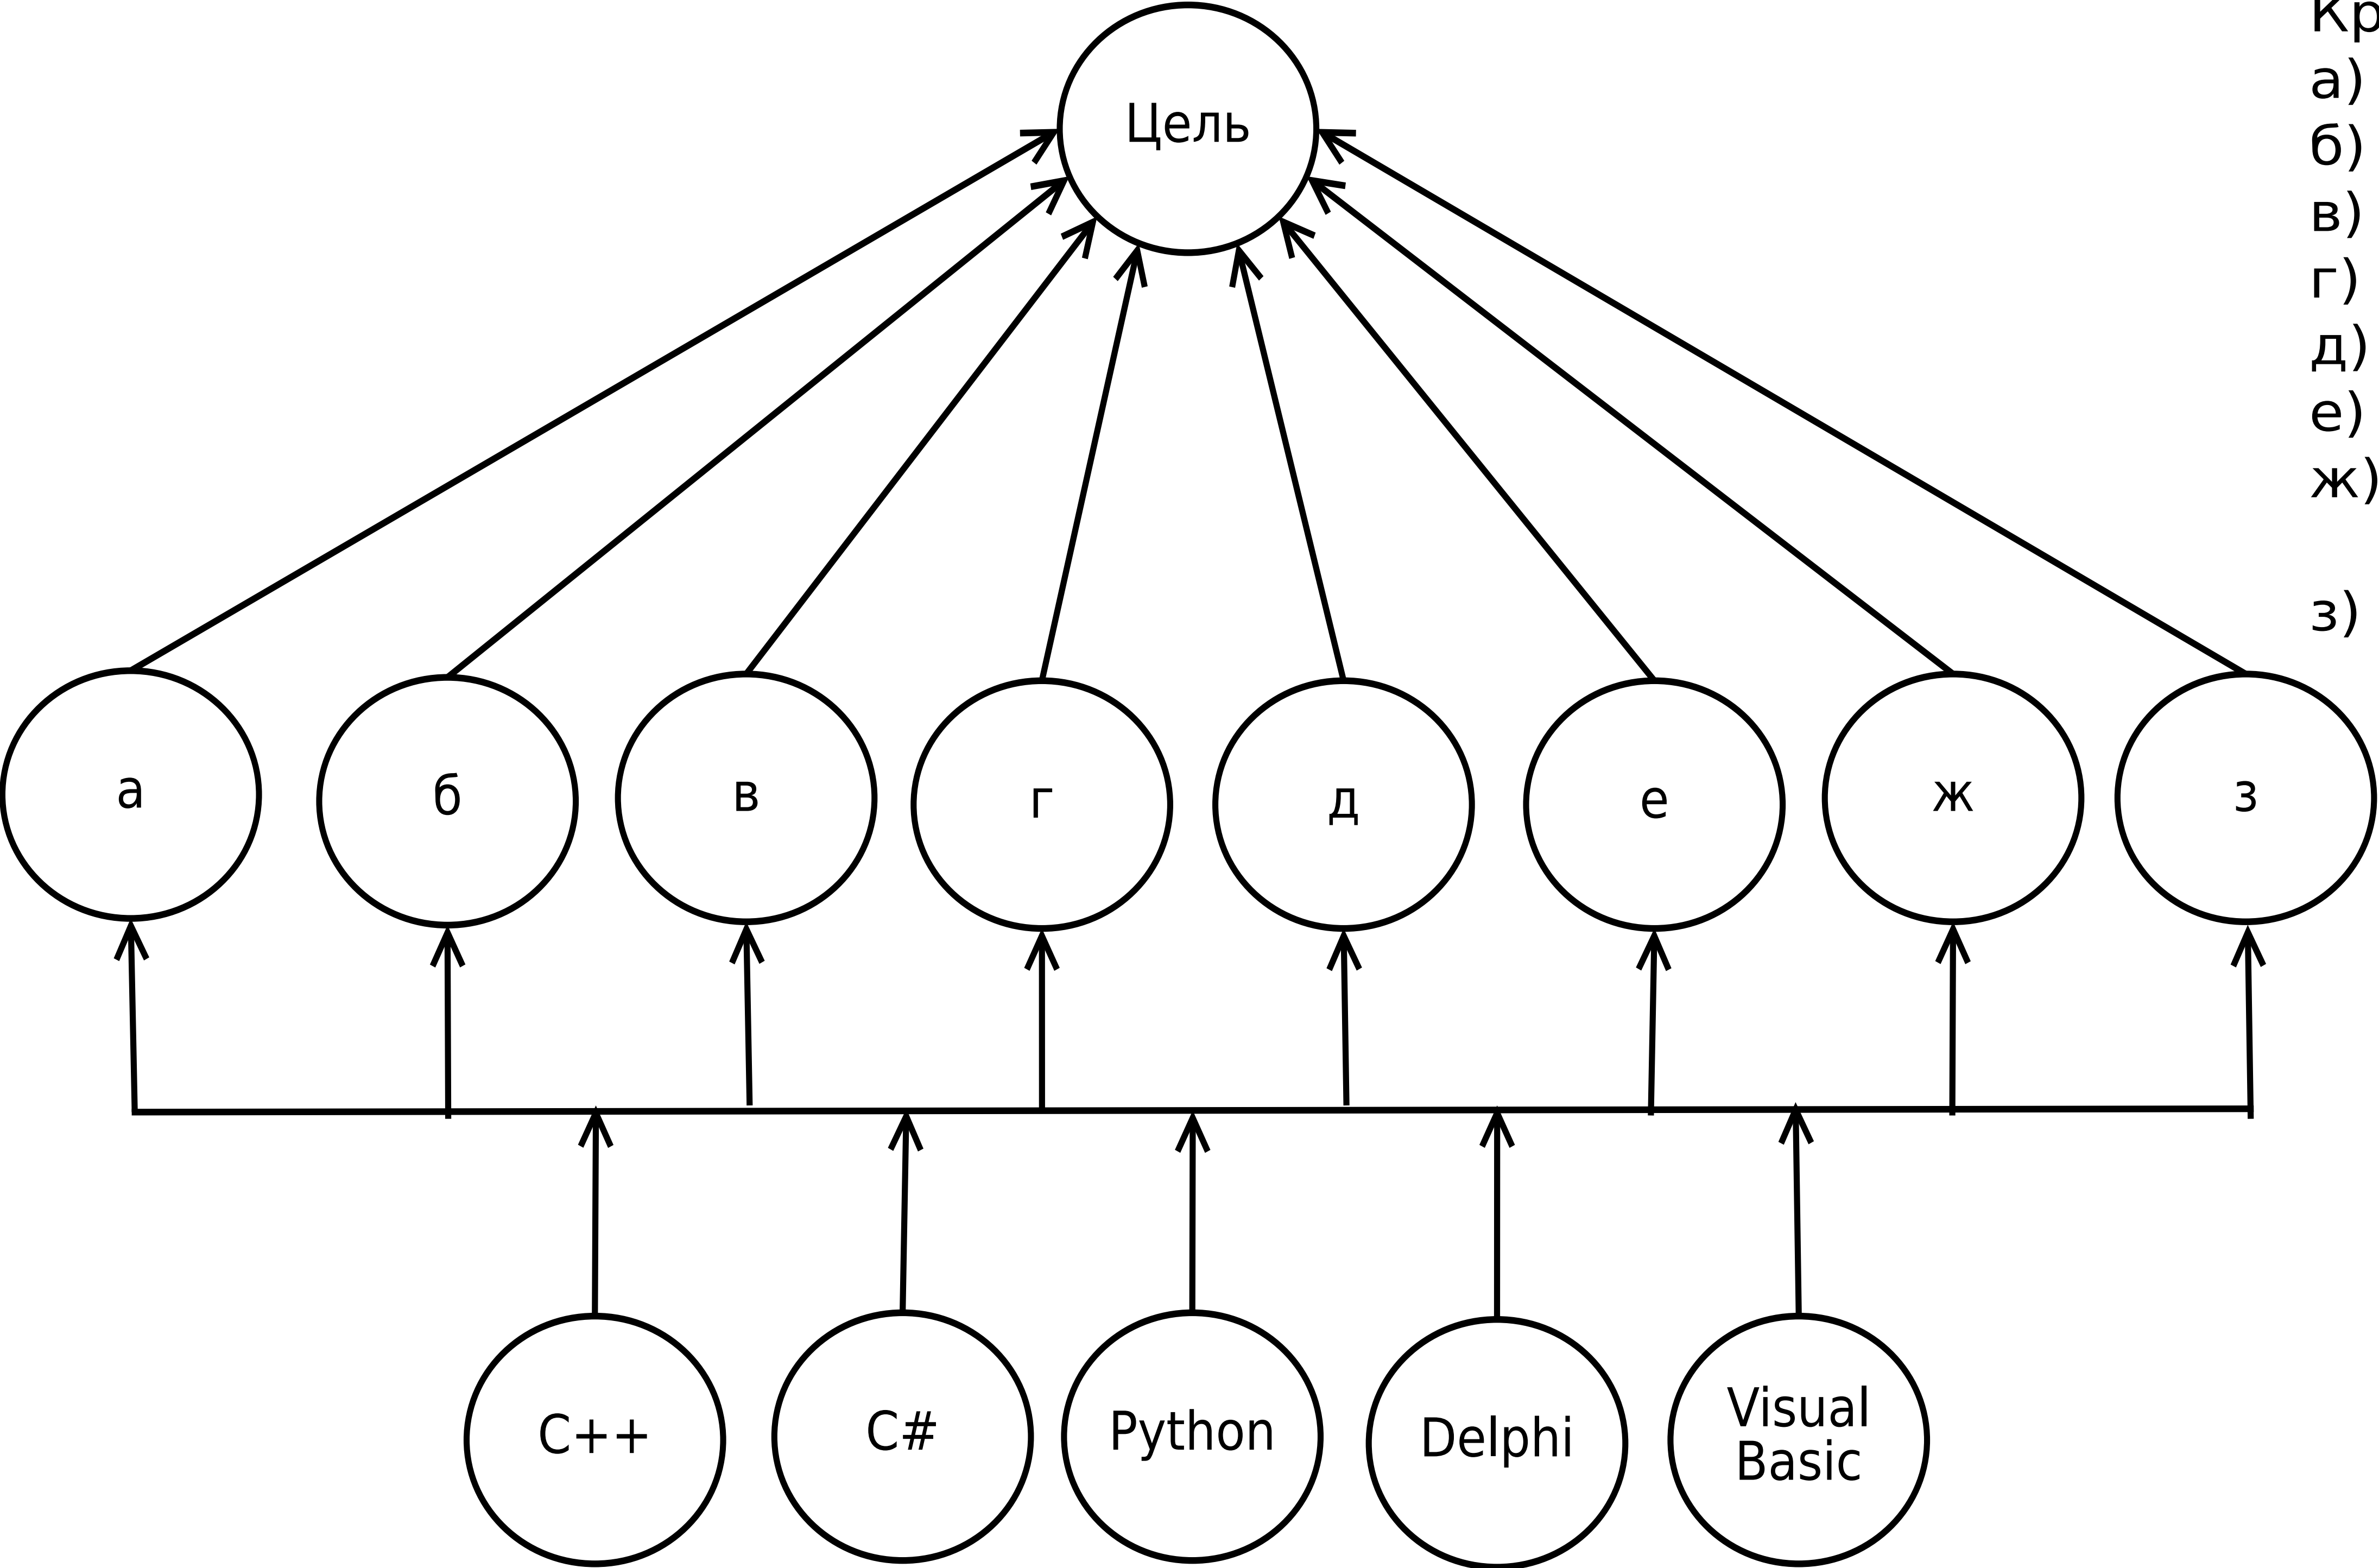 Цель
Кр
а)
б)
в)
г)
д)
е)
ж)
з)
а
б
в
г
д
е
ж
з
C++
C#
Python
Delphi
Visual
Basic